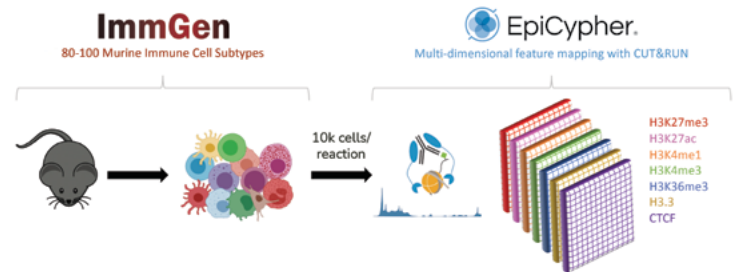 ImmGen
80-100 Murine Immune Cell Subtypes
EpiCypher.
Multi-dimensional feature mapping with CUT&RUN
10k cells/
reaction
H3K27me3
H3K27ac
H3K4me1
H3K4me3
H3K36me3
H3.3
CTCF